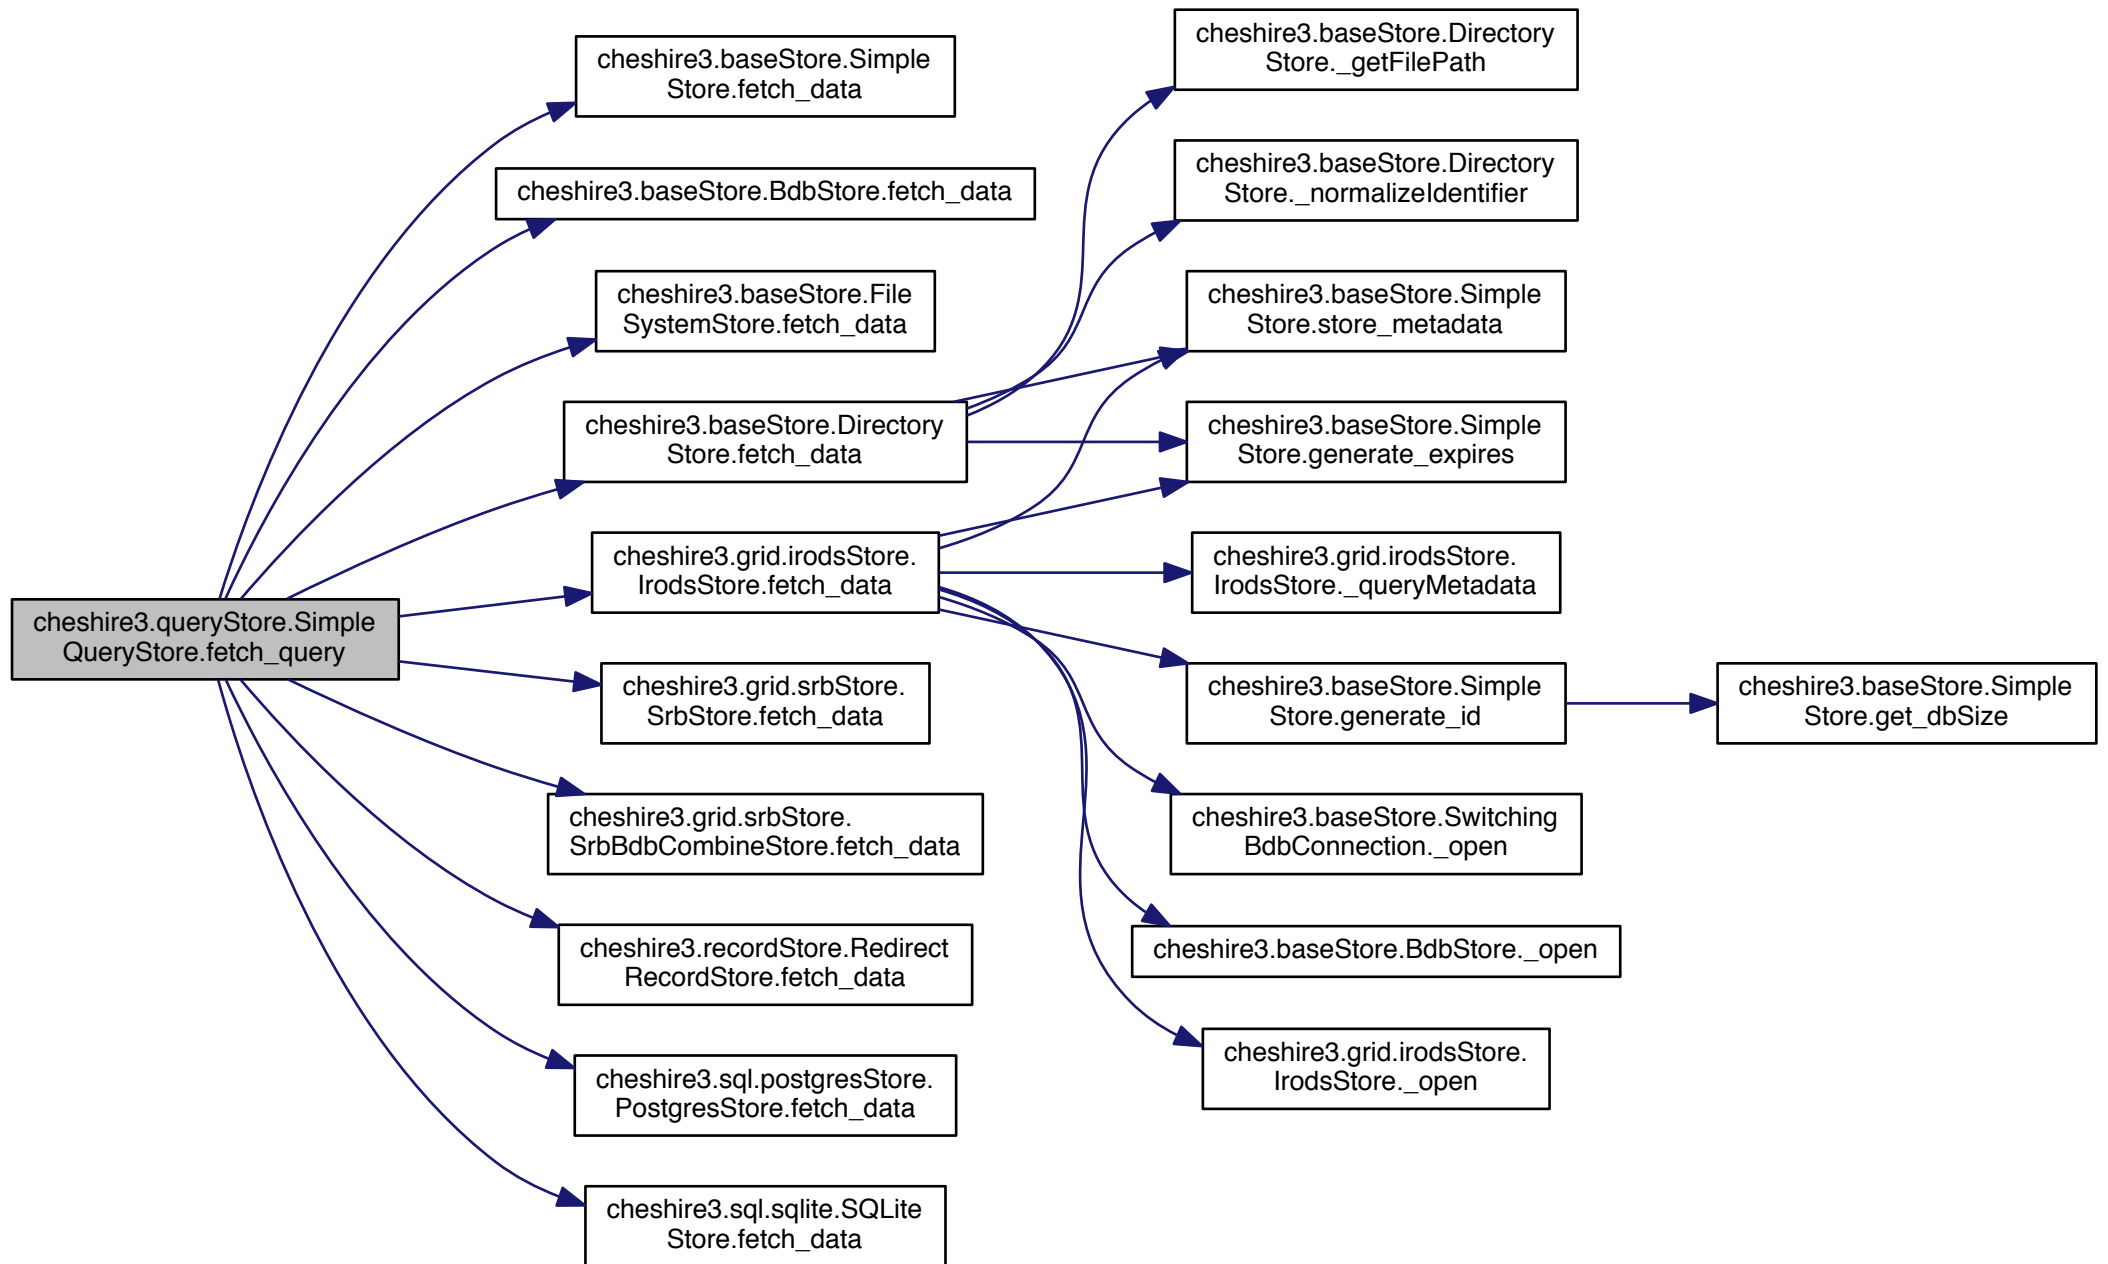 cheshire3.queryStore.Simple
QueryStore.fetch_query
cheshire3.baseStore.Simple
Store.fetch_data
cheshire3.baseStore.BdbStore.fetch_data
cheshire3.baseStore.File
SystemStore.fetch_data
cheshire3.baseStore.Directory
Store.fetch_data
cheshire3.grid.irodsStore.
IrodsStore.fetch_data
cheshire3.grid.srbStore.
SrbStore.fetch_data
cheshire3.grid.srbStore.
SrbBdbCombineStore.fetch_data
cheshire3.recordStore.Redirect
RecordStore.fetch_data
cheshire3.sql.postgresStore.
PostgresStore.fetch_data
cheshire3.sql.sqlite.SQLite
Store.fetch_data
cheshire3.baseStore.Directory
Store._getFilePath
cheshire3.baseStore.Directory
Store._normalizeIdentifier
cheshire3.baseStore.Simple
Store.store_metadata
cheshire3.baseStore.Simple
Store.generate_expires
cheshire3.grid.irodsStore.
IrodsStore._queryMetadata
cheshire3.baseStore.Simple
Store.generate_id
cheshire3.baseStore.Switching
BdbConnection._open
cheshire3.baseStore.BdbStore._open
cheshire3.grid.irodsStore.
IrodsStore._open
cheshire3.baseStore.Simple
Store.get_dbSize